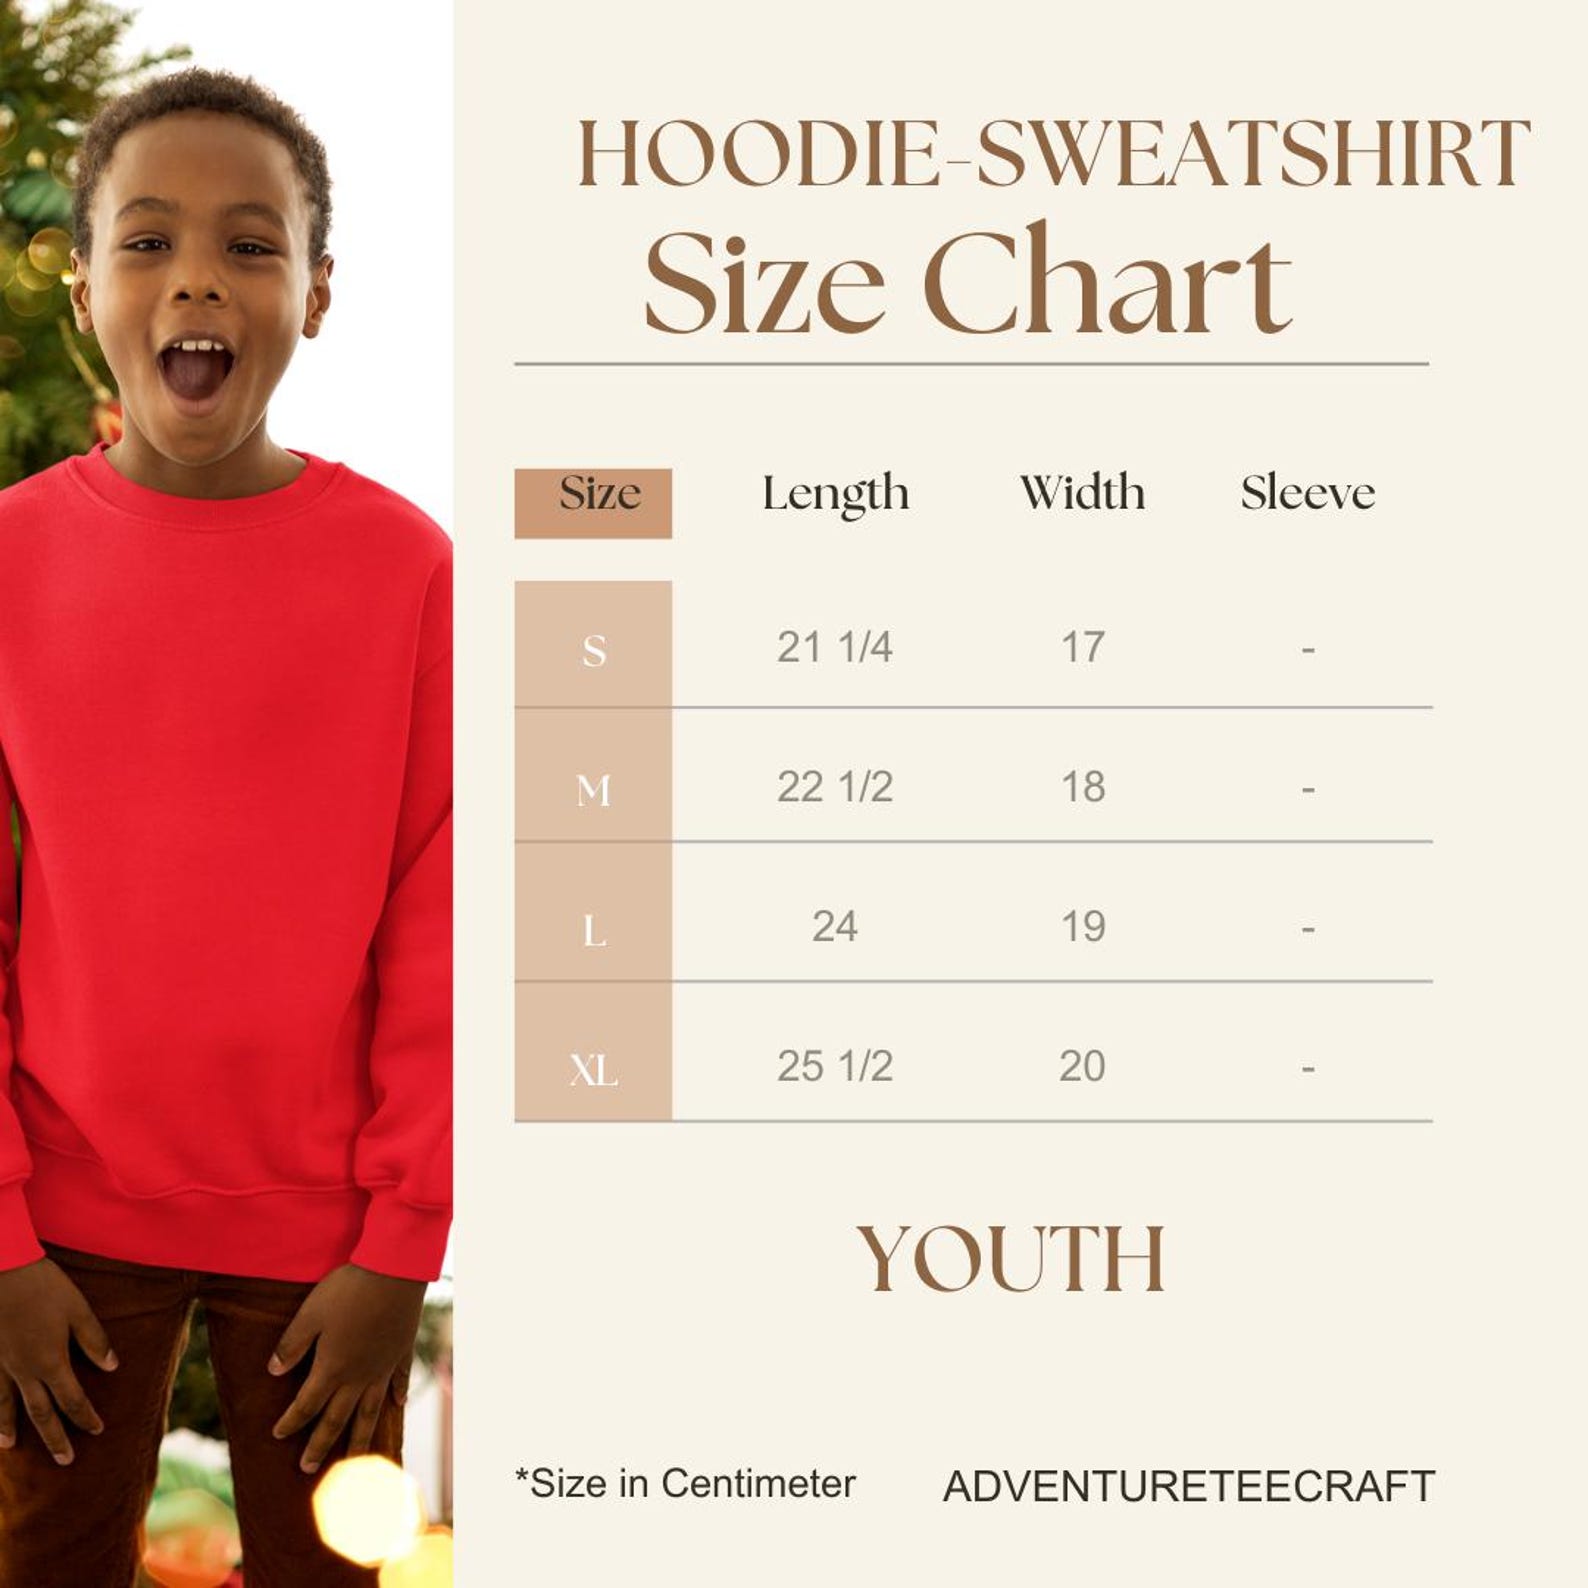 HOODIE-SWEATSHIRT
Size Chart
Size Length Width Sleeve
S 21 1/4 17 -
M 22 1/2 18 -
L 24 19 -
XL 25 1/2 20 -
YOUTH
*Size in Centimeter ADVENTURETEECRAFT